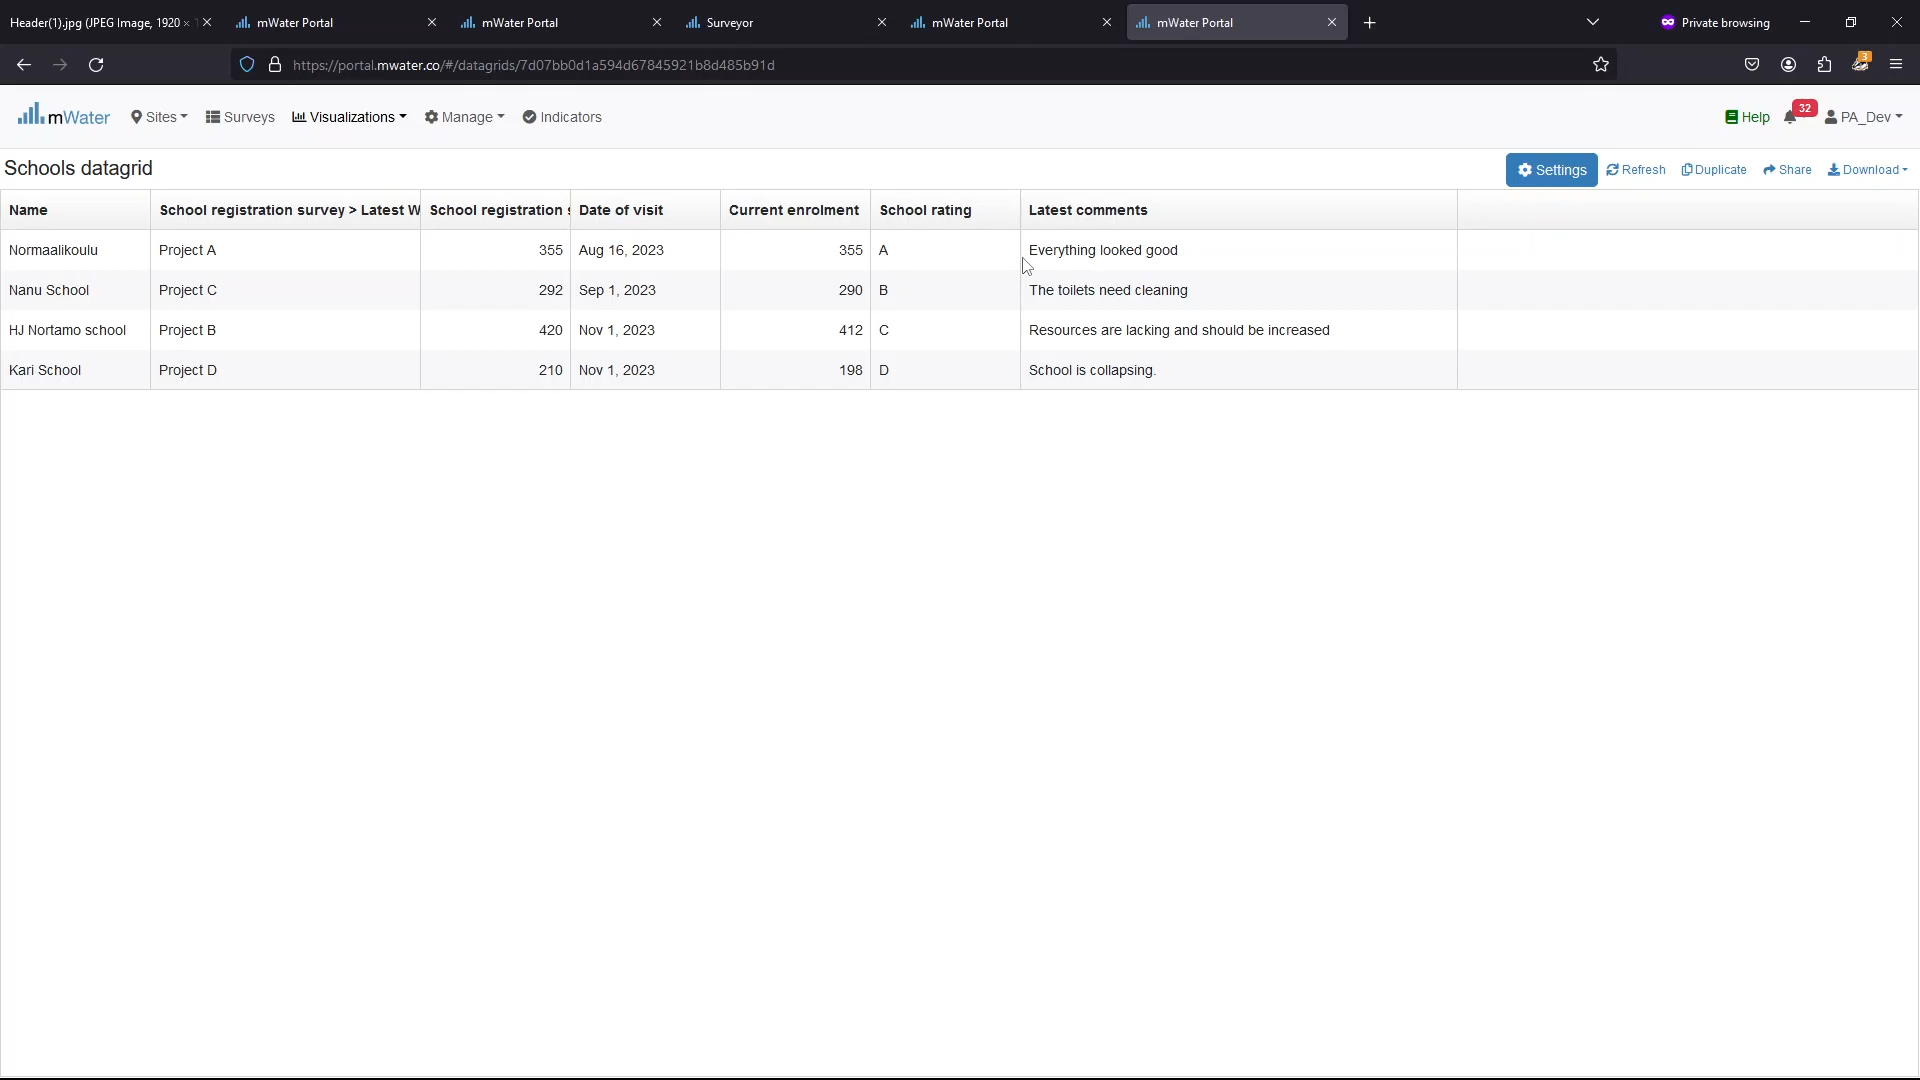 Header(1).jpg (JPEG Image, 1920 ×
mWater Portal
mWater Portal
Surveyor
mWater Portal
mWater Portal
Private browsing
https://portal.mwater.co/#/datagrids/7d07bb0d1a594d67845921b8d485b91d
3
mWater Sites Surveys Visualizations Manage Indicators Help 32 PA_Dev
Schools datagrid
Settings Refresh Duplicate Share Download
Name School registration survey > Latest W School registration s Date of visit Current enrolment School rating Latest comments
Normaalikoulu Project A 355 Aug 16, 2023 355 A Everything looked good
Nanu School Project C 292 Sep 1, 2023 290 B The toilets need cleaning
HJ Nortamo school Project B 420 Nov 1, 2023 412 C Resources are lacking and should be increased
Kari School Project D 210 Nov 1, 2023 198 D School is collapsing.